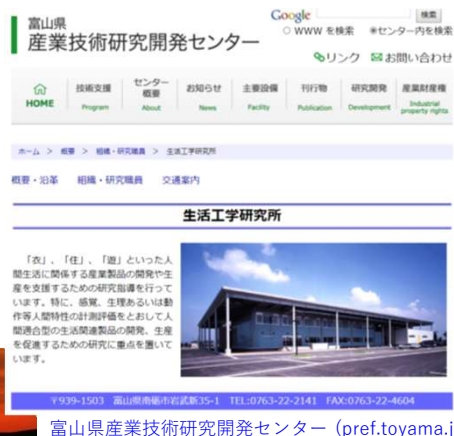 富山県
産業技術研究開発センター
Google
検索
WWW を検索
センター内を検索
リンク
お問い合わせ
HOME
技術支援
Program
センター
概要
About
お知らせ
News
主要設備
Facility
刊行物
Publication
研究開発
Development
産業財産権
Industrial
property rights
ホーム > 概要 > 組織・研究職員 > 生活工学研究所
概要・沿革 組織・研究職員 交通案内
生活工学研究所
「衣」、「住」、「遊」といった人
間生活に関係する産業製品の開発や生
産を支援するための研究指導を行って
います。特に、感覚、生理あるいは動
作等人間特性の計測評価をとおして人
間適合型の生活関連製品の開発、生産
を促進するための研究に重点を置いて
います。
〒939-1503 富山県南砺市岩武新35-1 TEL:0763-22-2141 FAX:0763-22-4604
富山県産業技術研究開発センター (pref.toyama.j